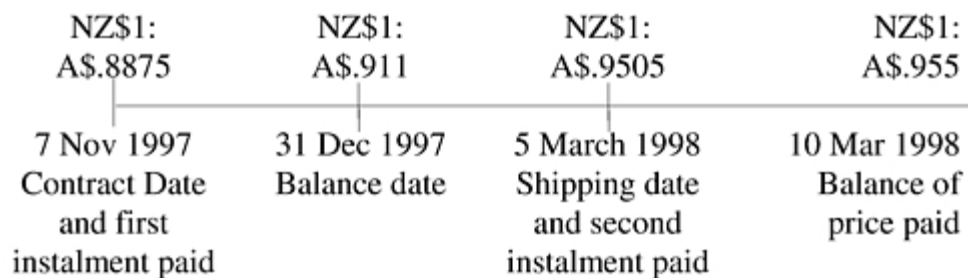 NZ$1:
A$.8875
NZ$1:
A$.911
NZ$1:
A$.9505
NZ$1:
A$.955
7 Nov 1997
Contract Date
and first
instalment paid
31 Dec 1997
Balance date
5 March 1998
Shipping date
and second
instalment paid
10 Mar 1998
Balance of
price paid